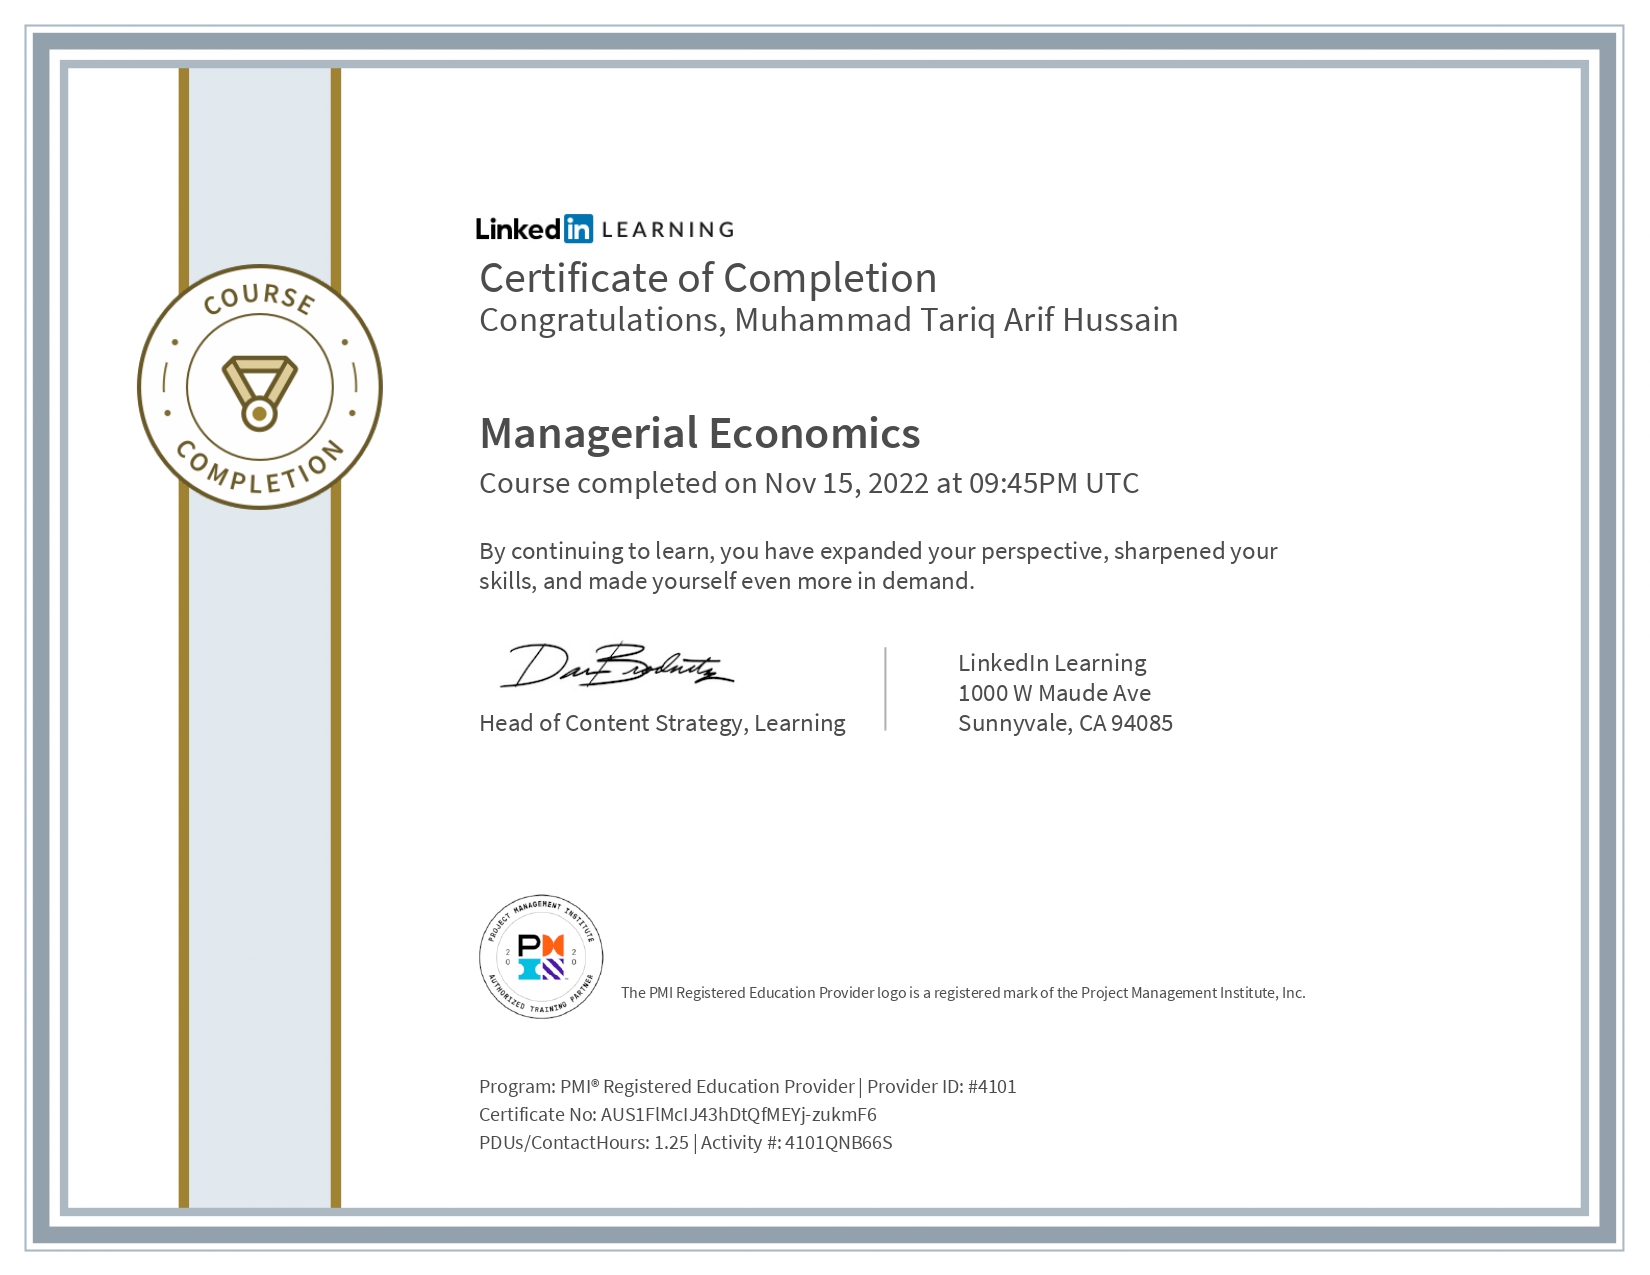 COURSE
COMPLETION
Linked in LEARNING
Certificate of Completion
Congratulations, Muhammad Tariq Arif Hussain
Managerial Economics
Course completed on Nov 15, 2022 at 09:45PM UTC
By continuing to learn, you have expanded your perspective, sharpened your
skills, and made yourself even more in demand.
Dan Brodnitz
Head of Content Strategy, Learning
LinkedIn Learning
1000 W Maude Ave
Sunnyvale, CA 94085
PROJECT MANAGEMENT INSTITUTE
20 PM 20
AUTHORIZED TRAINING PARTNER
The PMI Registered Education Provider logo is a registered mark of the Project Management Institute, Inc.
Program: PMI® Registered Education Provider | Provider ID: #4101
Certificate No: AUS1FlMcIJ43hDtQfMEYj-zukmF6
PDUs/ContactHours: 1.25 | Activity #: 4101QNB66S